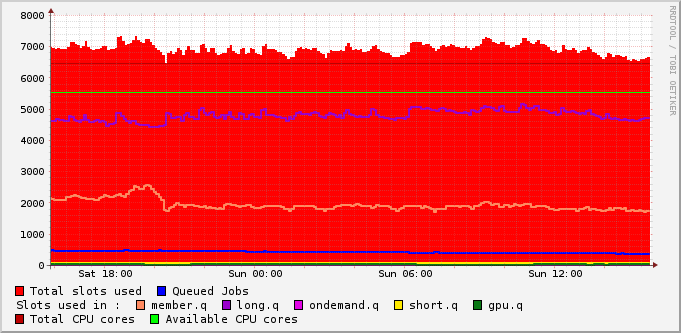 RRDTOOL / TOBI OETIKER
8000
7000
6000
5000
4000
3000
2000
1000
0
Sat 18:00 Sun 00:00 Sun 06:00 Sun 12:00
Total slots used Queued Jobs
Slots used in : member.q long.q ondemand.q short.q gpu.q
Total CPU cores Available CPU cores